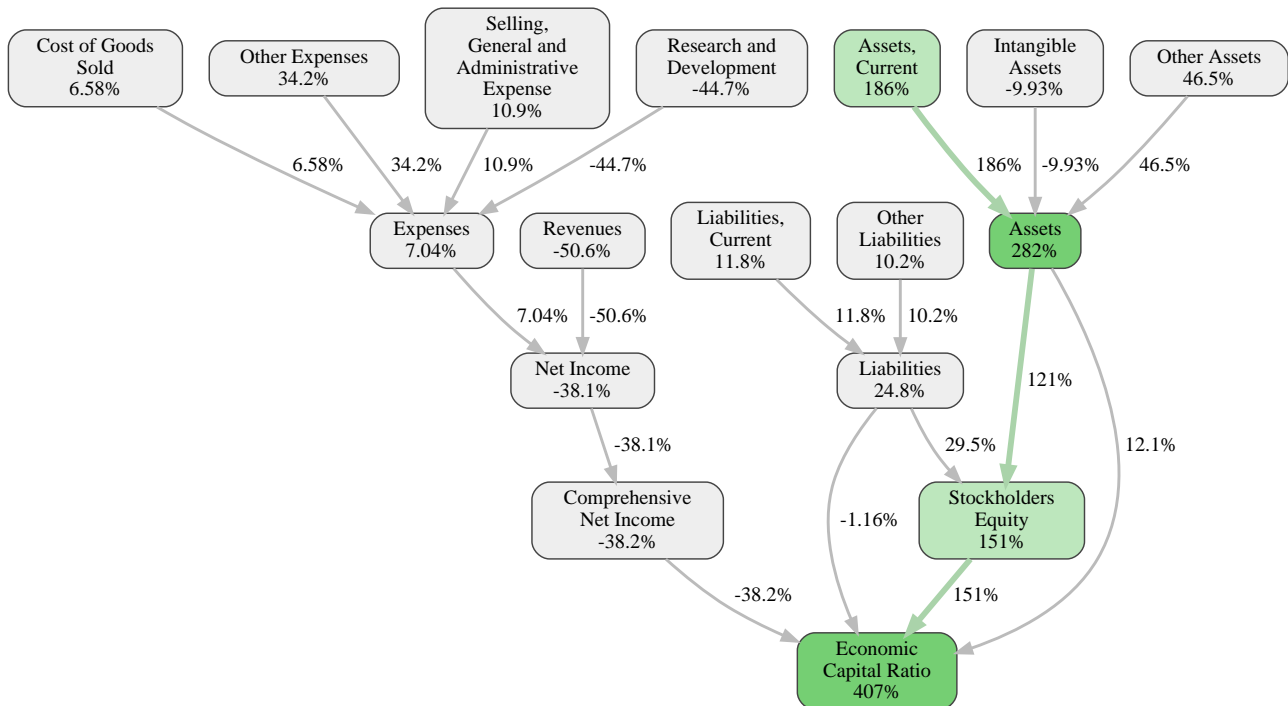 Cost of Goods
Sold
6.58%
Other Expenses
34.2%
Selling,
General and
Administrative
Expense
10.9%
Research and
Development
-44.7%
Assets,
Current
186%
Intangible
Assets
-9.93%
Other Assets
46.5%
6.58%
34.2%
10.9%
-44.7%
186%
-9.93%
46.5%
Expenses
7.04%
Revenues
-50.6%
Liabilities,
Current
11.8%
Other
Liabilities
10.2%
Assets
282%
7.04%
-50.6%
11.8%
10.2%
Net Income
-38.1%
Liabilities
24.8%
121%
-38.1%
29.5%
12.1%
Comprehensive
Net Income
-38.2%
-1.16%
Stockholders
Equity
151%
-38.2%
151%
Economic
Capital Ratio
407%